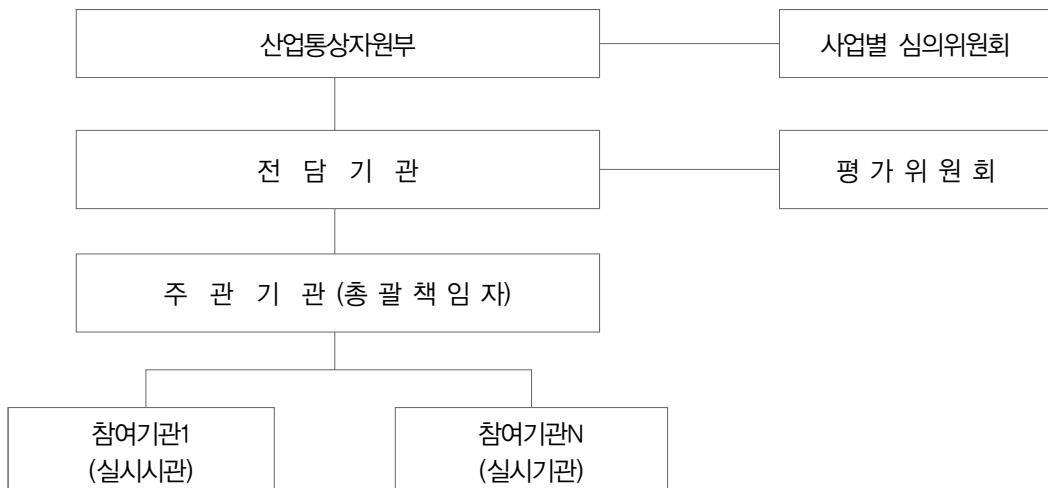 산업통상자원부
사업별 심의위원회
전 담 기 관
평 가 위 원 회
주 관 기 관 (총 괄 책 임 자)
참여기관1
(실시시관)
참여기관N
(실시기관)